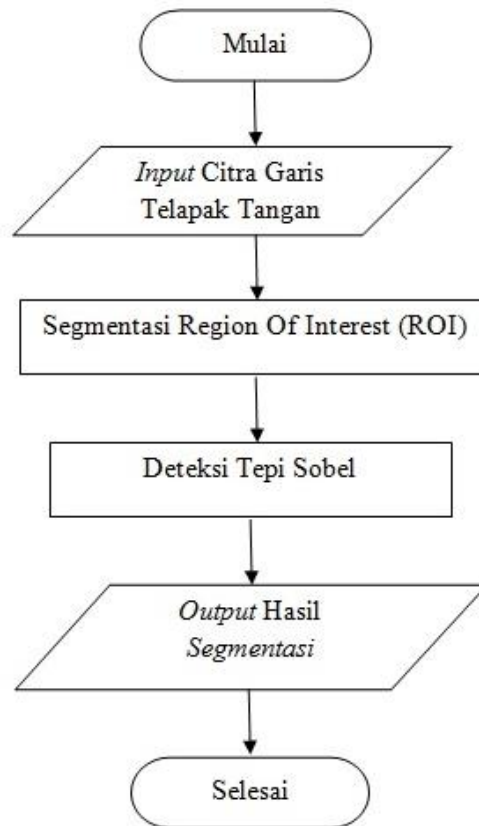 Mulai
Input Citra Garis
Telapak Tangan
Segmentasi Region Of Interest (ROI)
Deteksi Tepi Sobel
Output Hasil
Segmentasi
Selesai